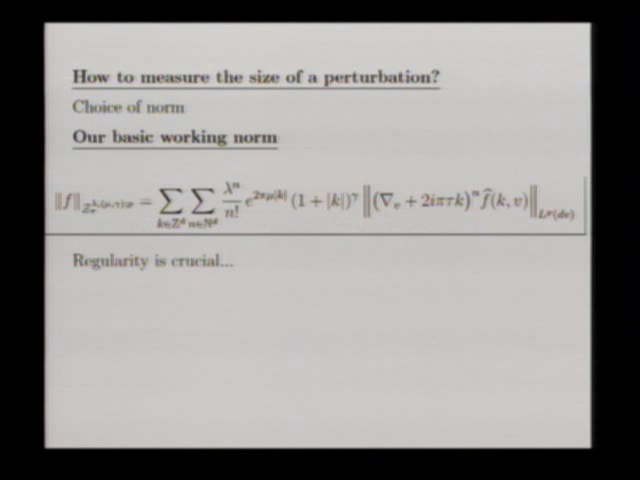 How to measure the size of a perturbation?
Choice of norm
Our basic working norm
‖f‖_{Z_τ^{λ,(μ,γ);p}} = ∑_{k∈ℤ^d} ∑_{n∈ℕ^d} λ^n/n! e^{2πμ|k|} (1+|k|)^γ ‖(∇_v + 2iπτk)^n f̂(k,v)‖_{L^p(dv)}
Regularity is crucial...